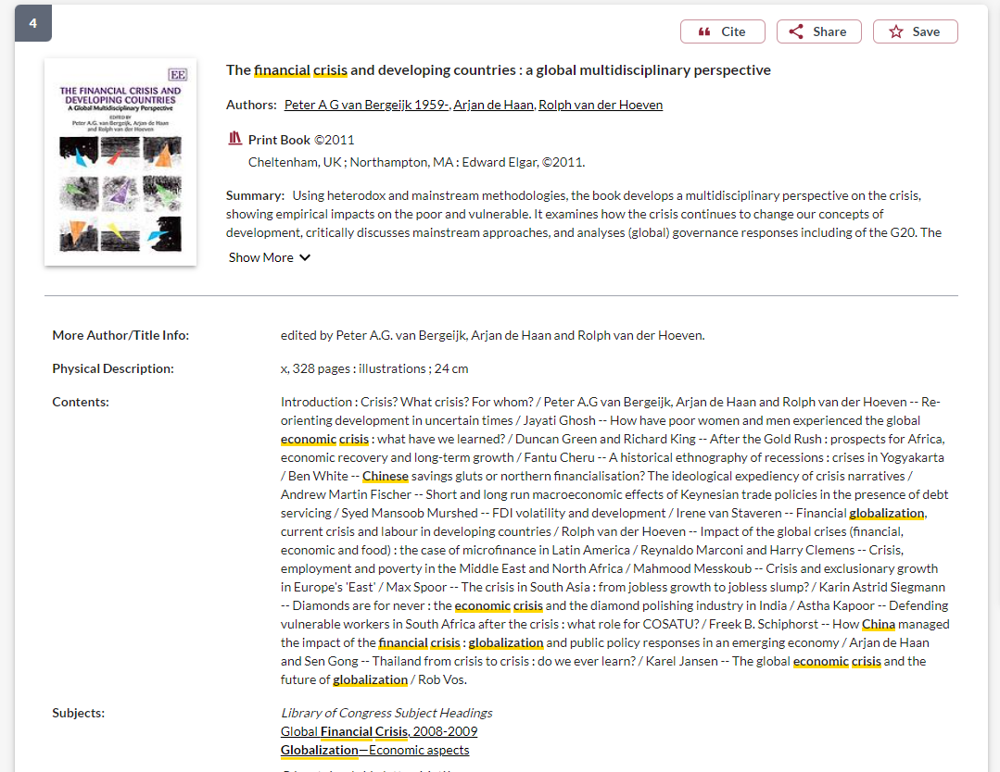 4
Cite
Share
Save
EE
THE FINANCIAL CRISIS AND
DEVELOPING COUNTRIES
A Global Multidisciplinary Perspective
EDITED BY
Peter A.G. van Bergeijk, Arjan de Haan
and Rolph van der Hoeven
The financial crisis and developing countries : a global multidisciplinary perspective
Authors: Peter A G van Bergeijk 1959-, Arjan de Haan, Rolph van der Hoeven
Print Book ©2011
Cheltenham, UK ; Northampton, MA : Edward Elgar, ©2011.
Summary: Using heterodox and mainstream methodologies, the book develops a multidisciplinary perspective on the crisis,
showing empirical impacts on the poor and vulnerable. It examines how the crisis continues to change our concepts of
development, critically discusses mainstream approaches, and analyses (global) governance responses including of the G20. The
Show More
More Author/Title Info: edited by Peter A.G. van Bergeijk, Arjan de Haan and Rolph van der Hoeven.
Physical Description: x, 328 pages : illustrations ; 24 cm
Contents: Introduction : Crisis? What crisis? For whom? / Peter A.G van Bergeijk, Arjan de Haan and Rolph van der Hoeven -- Re-
orienting development in uncertain times / Jayati Ghosh -- How have poor women and men experienced the global
economic crisis : what have we learned? / Duncan Green and Richard King -- After the Gold Rush : prospects for Africa,
economic recovery and long-term growth / Fantu Cheru -- A historical ethnography of recessions : crises in Yogyakarta
/ Ben White -- Chinese savings gluts or northern financialisation? The ideological expediency of crisis narratives /
Andrew Martin Fischer -- Short and long run macroeconomic effects of Keynesian trade policies in the presence of debt
servicing / Syed Mansoob Murshed -- FDI volatility and development / Irene van Staveren -- Financial globalization,
current crisis and labour in developing countries / Rolph van der Hoeven -- Impact of the global crises (financial,
economic and food) : the case of microfinance in Latin America / Reynaldo Marconi and Harry Clemens -- Crisis,
employment and poverty in the Middle East and North Africa / Mahmood Messkoub -- Crisis and exclusionary growth
in Europe's 'East' / Max Spoor -- The crisis in South Asia : from jobless growth to jobless slump? / Karin Astrid Siegmann
-- Diamonds are for never : the economic crisis and the diamond polishing industry in India / Astha Kapoor -- Defending
vulnerable workers in South Africa after the crisis : what role for COSATU? / Freek B. Schiphorst -- How China managed
the impact of the financial crisis : globalization and public policy responses in an emerging economy / Arjan de Haan
and Sen Gong -- Thailand from crisis to crisis : do we ever learn? / Karel Jansen -- The global economic crisis and the
future of globalization / Rob Vos.
Subjects: Library of Congress Subject Headings
Global Financial Crisis, 2008-2009
Globalization—Economic aspects